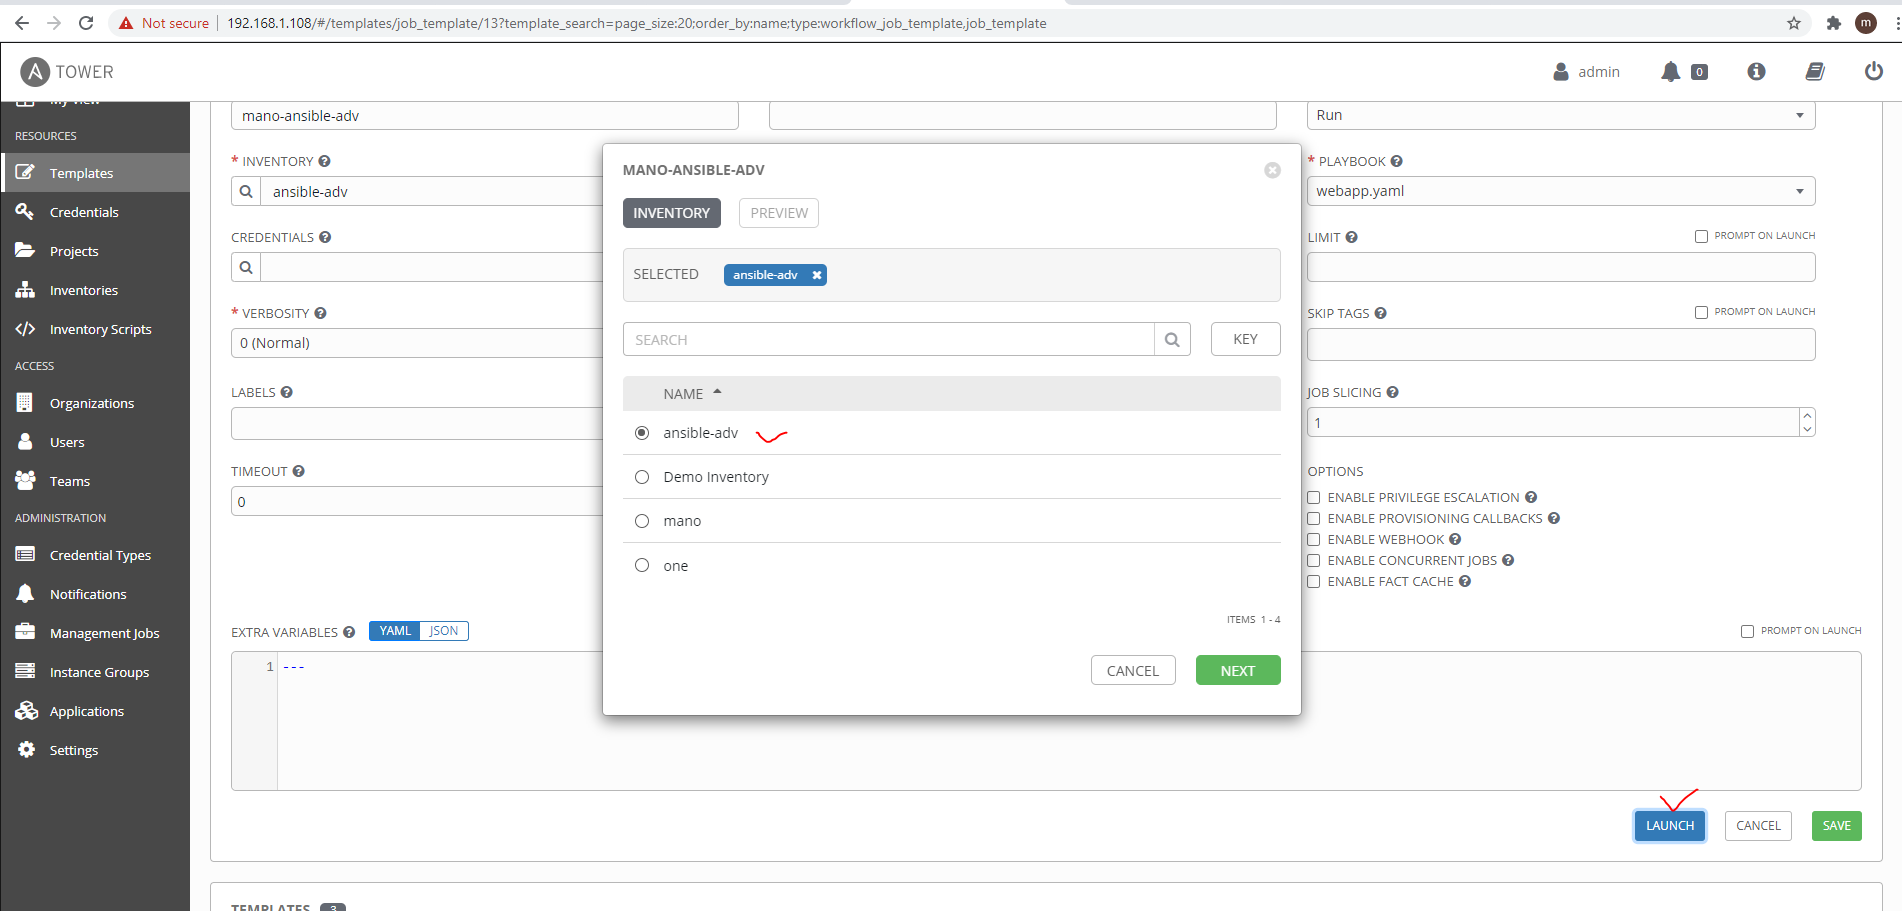 Not secure | 192.168.1.108/#/templates/job_template/13?template_search=page_size:20;order_by:name;type:workflow_job_template,job_template
m
A TOWER
admin
0
My View
RESOURCES
Templates
Credentials
Projects
Inventories
Inventory Scripts
ACCESS
Organizations
Users
Teams
ADMINISTRATION
Credential Types
Notifications
Management Jobs
Instance Groups
Applications
Settings
mano-ansible-adv
Run
* INVENTORY ?
ansible-adv
* PLAYBOOK ?
webapp.yaml
CREDENTIALS ?
LIMIT ?
PROMPT ON LAUNCH
* VERBOSITY ?
0 (Normal)
SKIP TAGS ?
PROMPT ON LAUNCH
LABELS ?
JOB SLICING ?
1
TIMEOUT ?
0
OPTIONS
ENABLE PRIVILEGE ESCALATION ?
ENABLE PROVISIONING CALLBACKS ?
ENABLE WEBHOOK ?
ENABLE CONCURRENT JOBS ?
ENABLE FACT CACHE ?
EXTRA VARIABLES ? YAML JSON
PROMPT ON LAUNCH
1 ---
MANO-ANSIBLE-ADV
INVENTORY PREVIEW
SELECTED ansible-adv
SEARCH
KEY
NAME
ansible-adv
Demo Inventory
mano
one
ITEMS 1 - 4
CANCEL NEXT
LAUNCH CANCEL SAVE
TEMPLATES 3